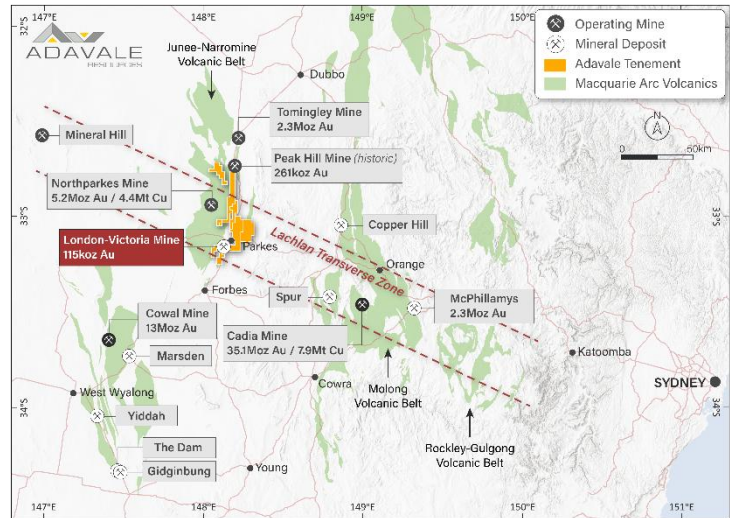 147°E
148°E
149°E
150°E
151°E
32°S
ADAVALE
RESOURCES
Junee-Narromine
Volcanic Belt
Dubbo
Operating Mine
Mineral Deposit
Adavale Tenement
Macquarie Arc Volcanics
N
0
50km
Mineral Hill
Tomingley Mine
2.3Moz Au
Peak Hill Mine (historic)
261koz Au
Northparkes Mine
5.2Moz Au / 4.4Mt Cu
33°S
33°S
London-Victoria Mine
115koz Au
Parkes
Copper Hill
Lachlan Transverse Zone
Orange
Forbes
Spur
McPhillamys
2.3Moz Au
Cowal Mine
13Moz Au
Marsden
Cadia Mine
35.1Moz Au / 7.9Mt Cu
Katoomba
SYDNEY
West Wyalong
Cowra
Molong
Volcanic Belt
34°S
34°S
Yiddah
The Dam
Gidginbung
Young
Rockley-Gulgong
Volcanic Belt
147°E
148°E
149°E
150°E
151°E